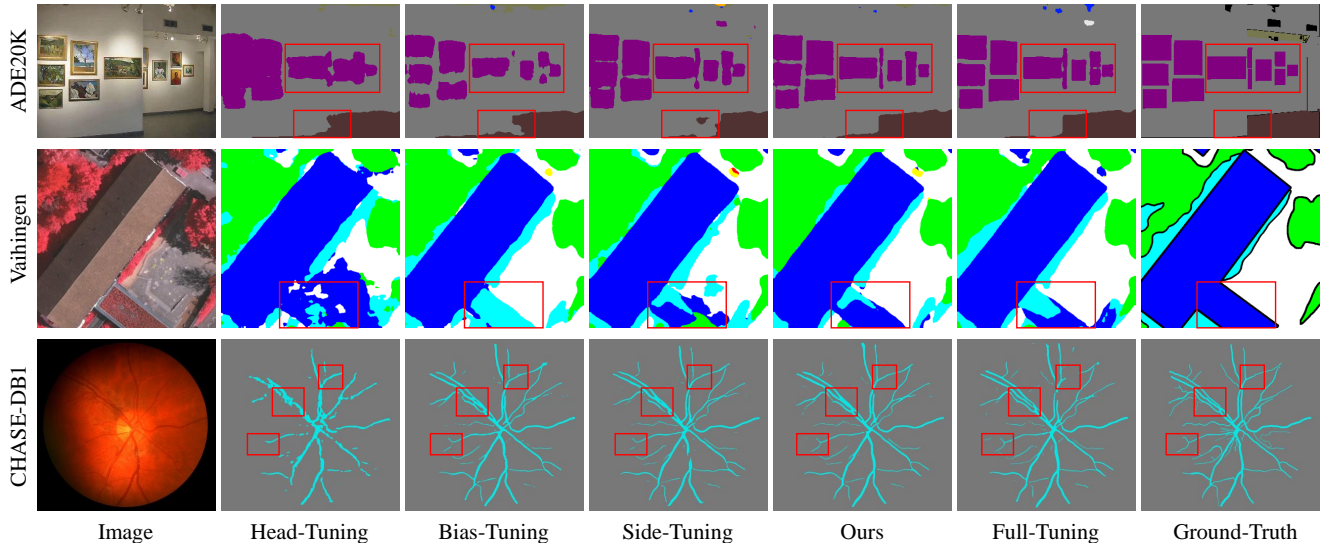 ADE20K
Vaihingen
CHASE-DB1
Image Head-Tuning Bias-Tuning Side-Tuning Ours Full-Tuning Ground-Truth